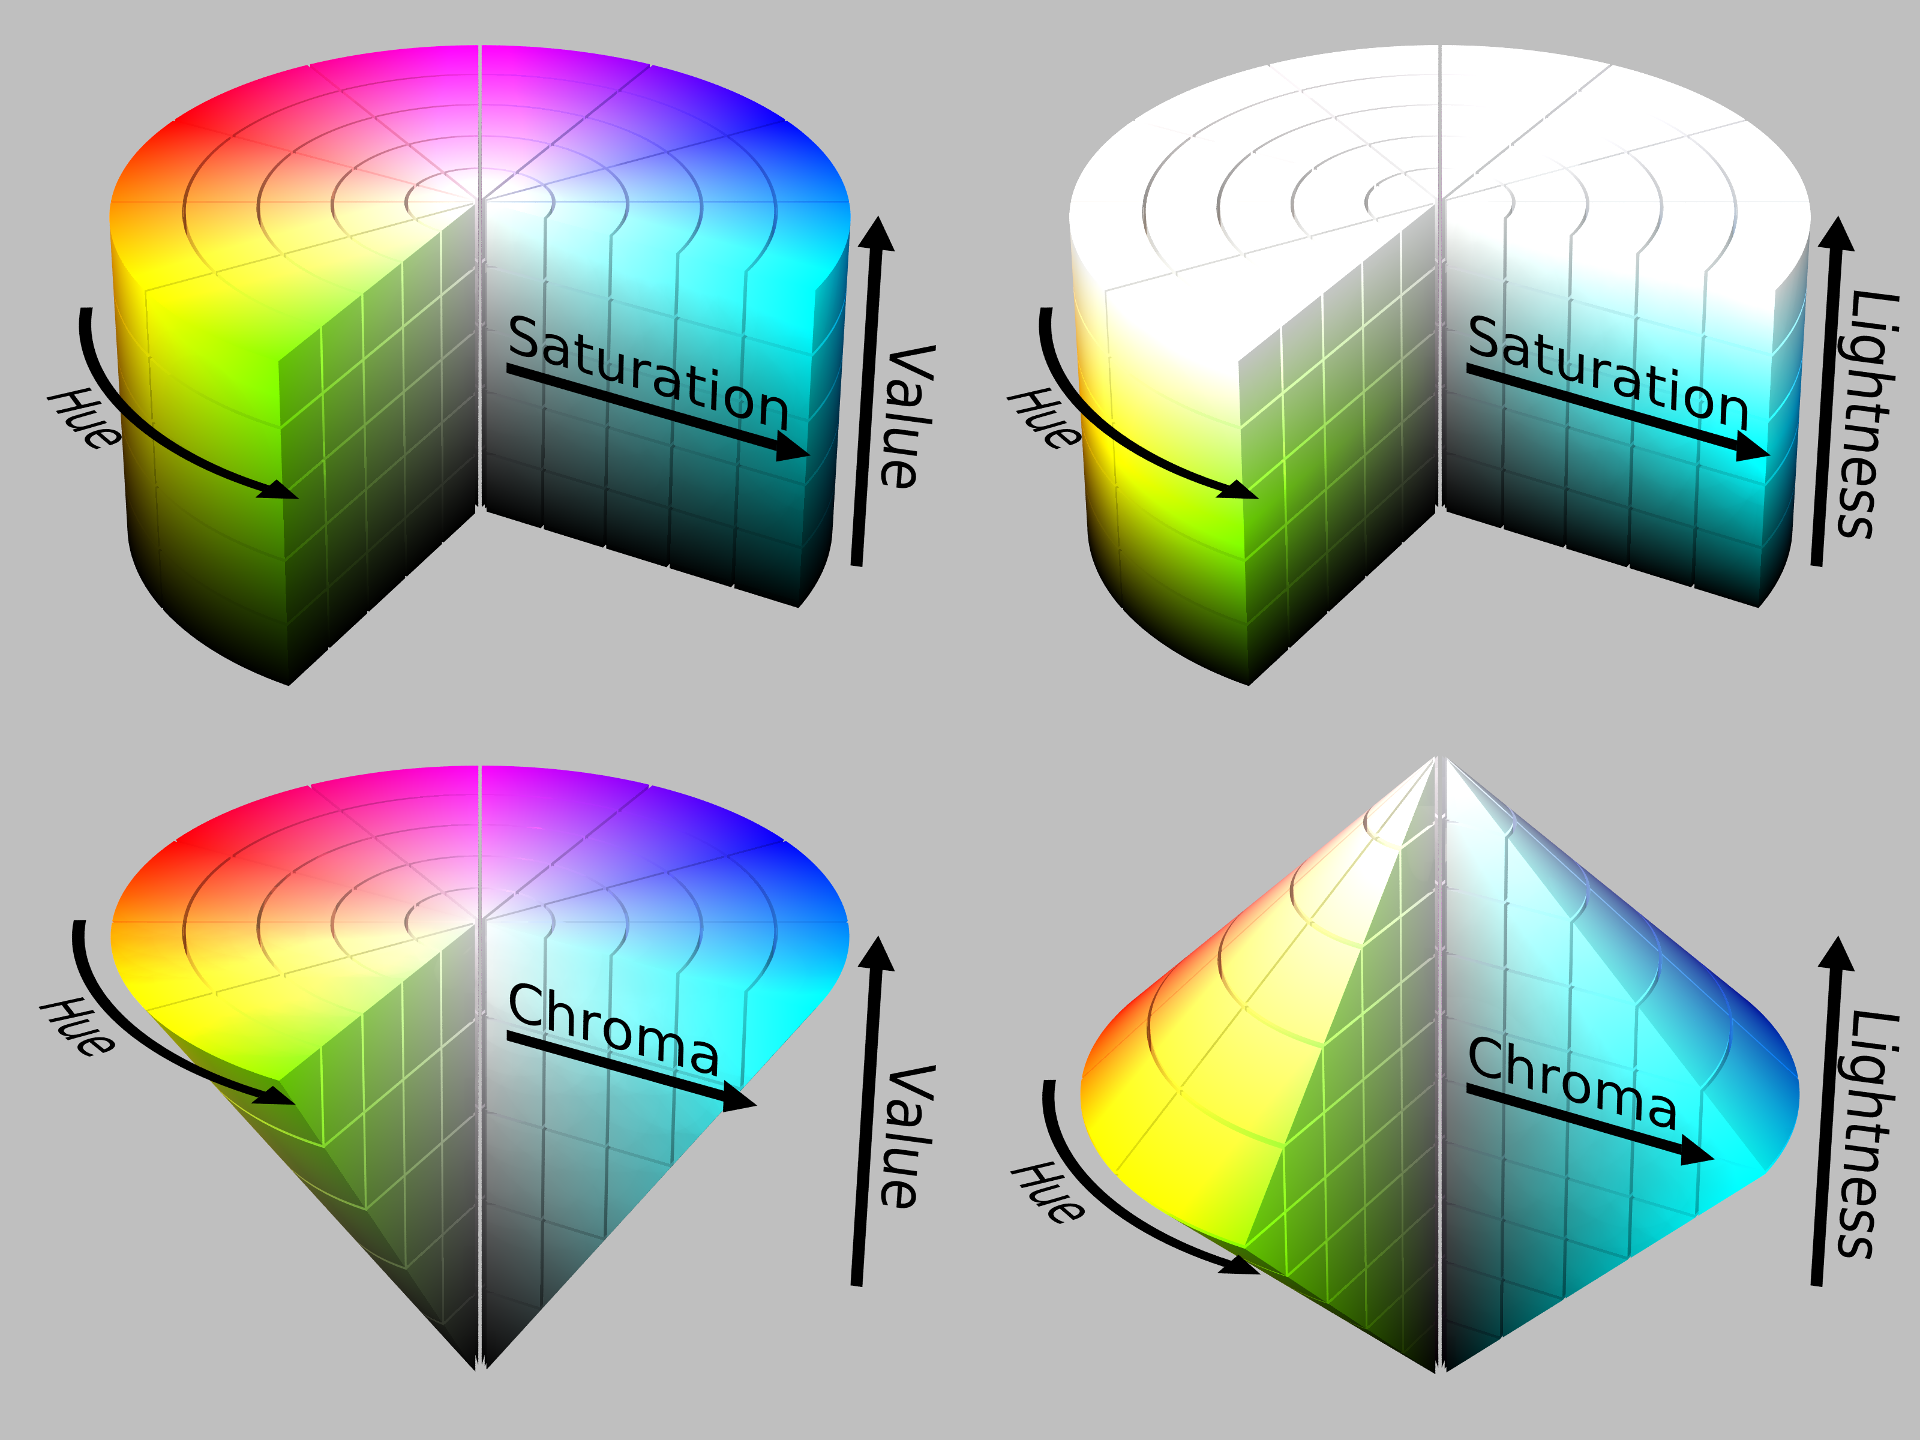 Hue
Saturation
Value
Hue
Saturation
Lightness
Hue
Chroma
Value
Hue
Chroma
Lightness